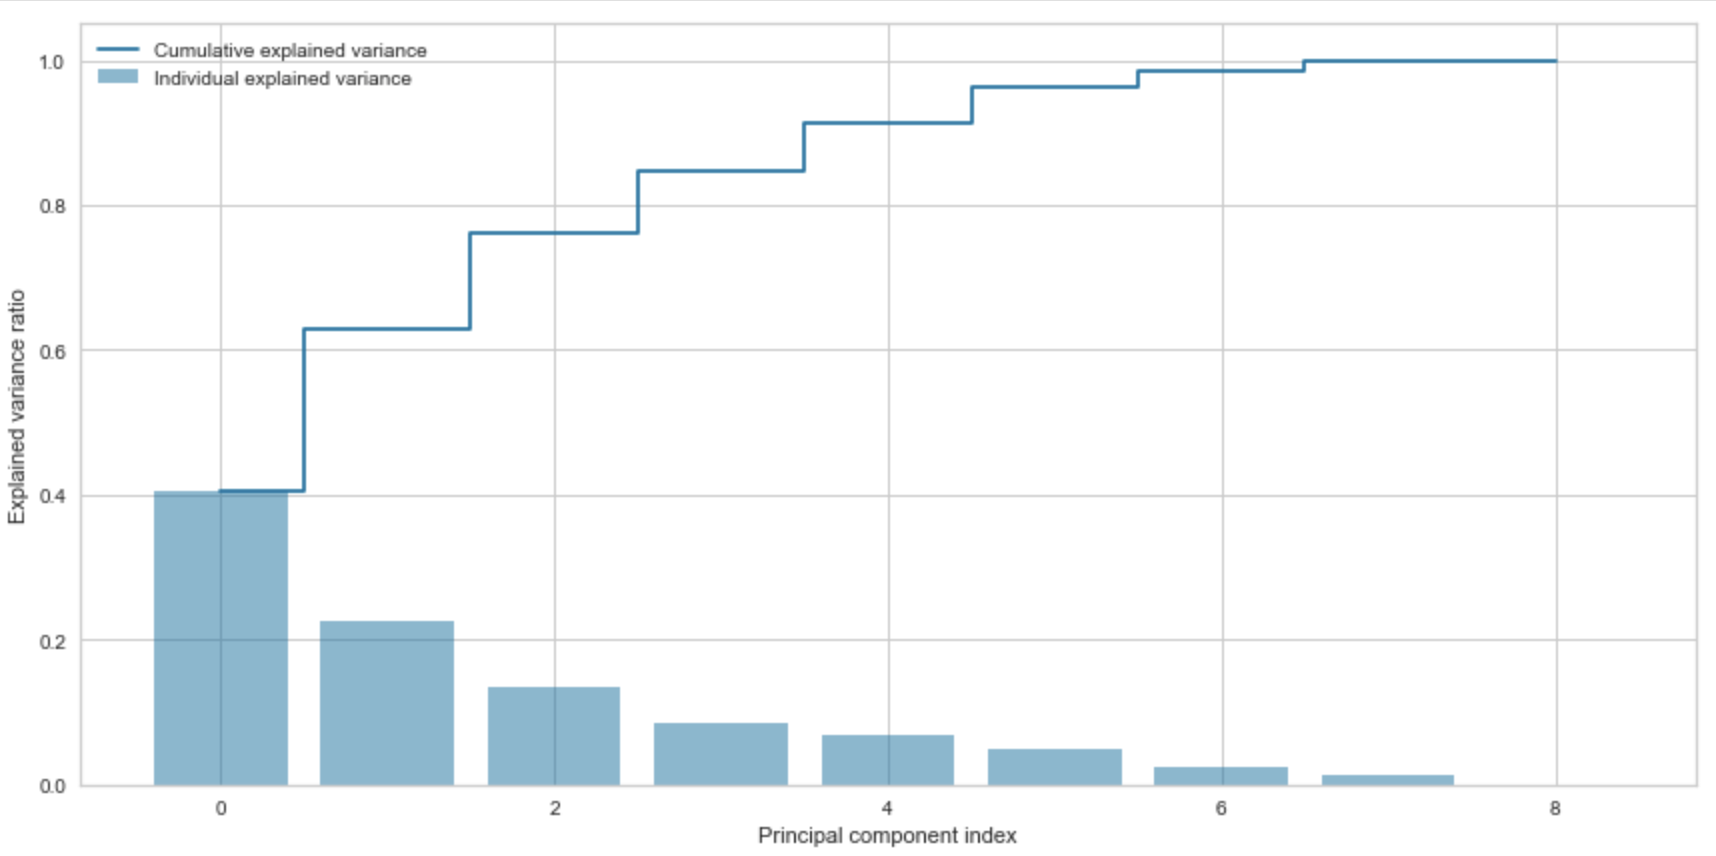 Cumulative explained variance
Individual explained variance
1.0
0.8
0.6
0.4
0.2
0.0
Explained variance ratio
0 2 4 6 8
Principal component index